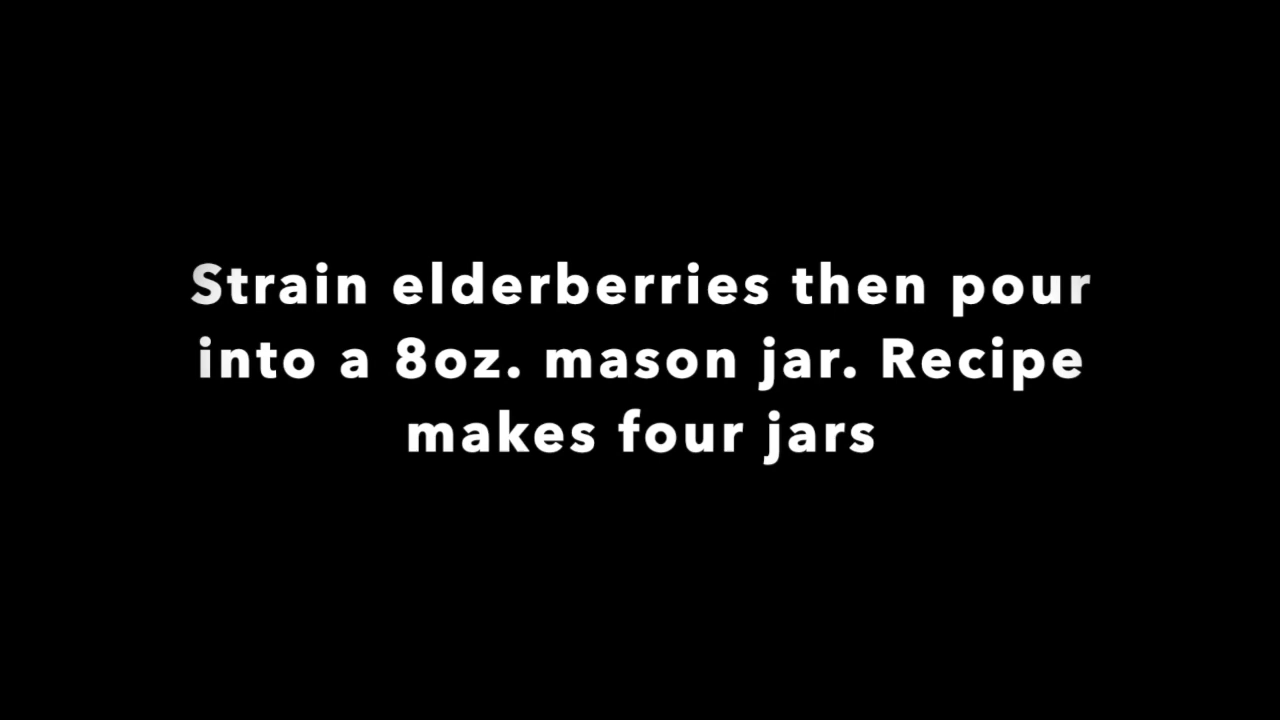 Strain elderberries then pour
into a 8oz. mason jar. Recipe
makes four jars